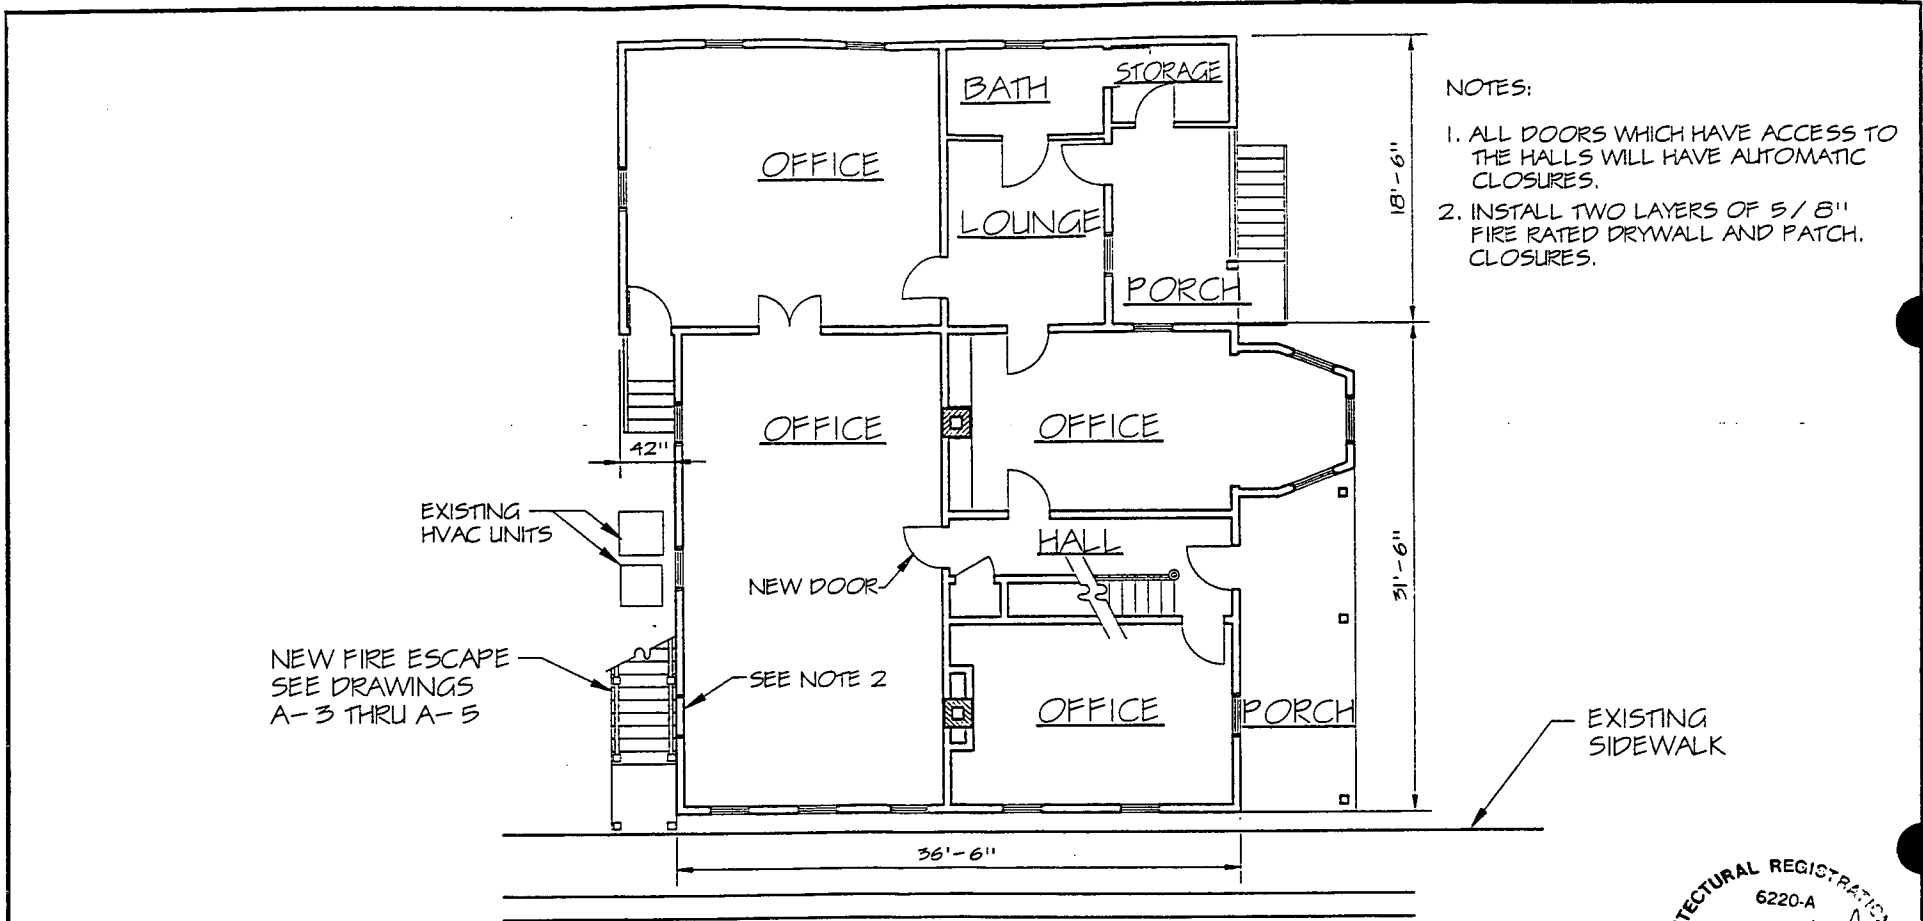 BATH
STORAGE
NOTES:
1. ALL DOORS WHICH HAVE ACCESS TO
THE HALLS WILL HAVE AUTOMATIC
CLOSURES.
2. INSTALL TWO LAYERS OF 5/8"
FIRE RATED DRYWALL AND PATCH.
CLOSURES.
OFFICE
18'-6"
LOUNGE
PORCH
OFFICE
OFFICE
42"
EXISTING
HVAC UNITS
HALL
NEW DOOR
31'-6"
NEW FIRE ESCAPE
SEE DRAWINGS
A-3 THRU A-5
SEE NOTE 2
OFFICE
PORCH
EXISTING
SIDEWALK
36'-6"
6220-A